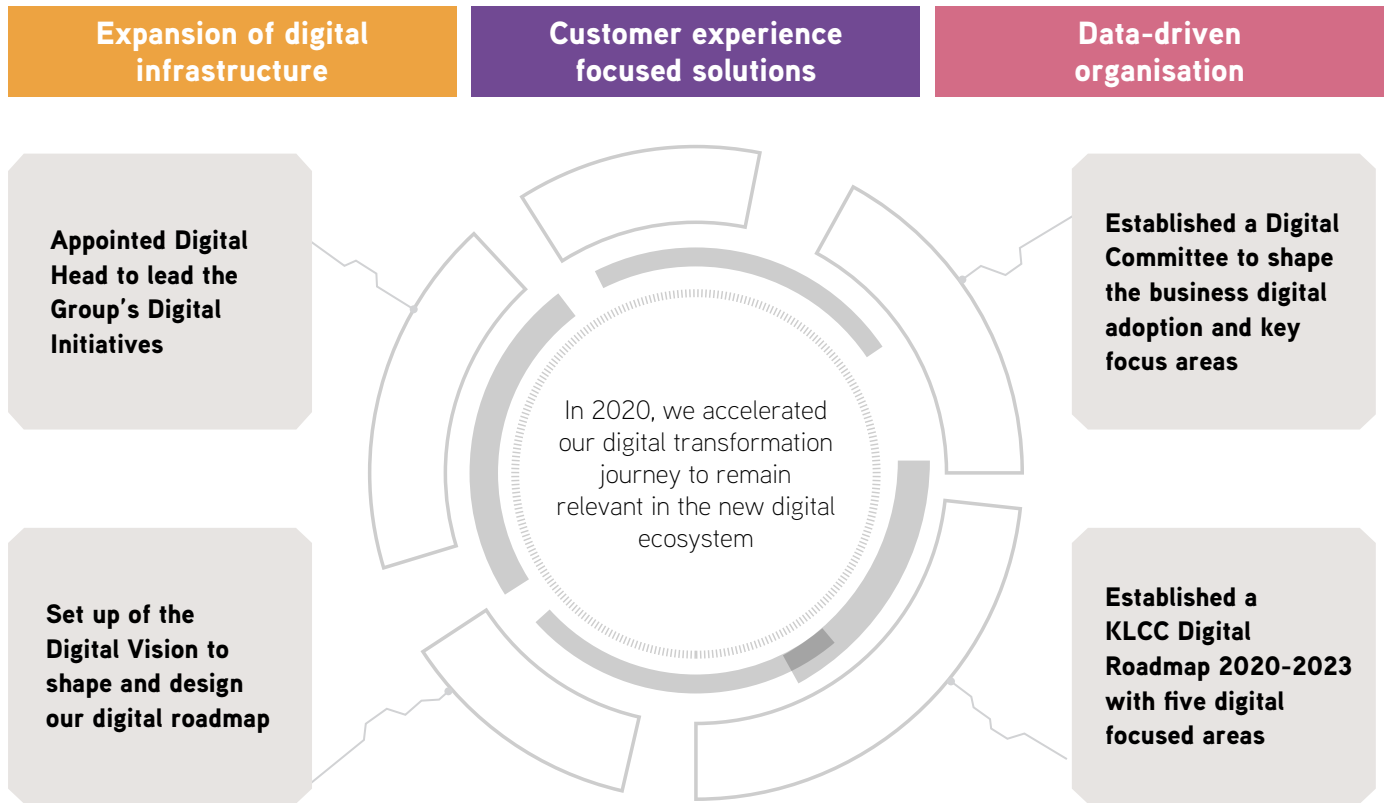 Expansion of digital
infrastructure
Customer experience
focused solutions
Data-driven
organisation
Appointed Digital
Head to lead the
Group's Digital
Initiatives
Established a Digital
Committee to shape
the business digital
adoption and key
focus areas
In 2020, we accelerated
our digital transformation
journey to remain
relevant in the new digital
ecosystem
Set up of the
Digital Vision to
shape and design
our digital roadmap
Established a
KLCC Digital
Roadmap 2020-2023
with five digital
focused areas